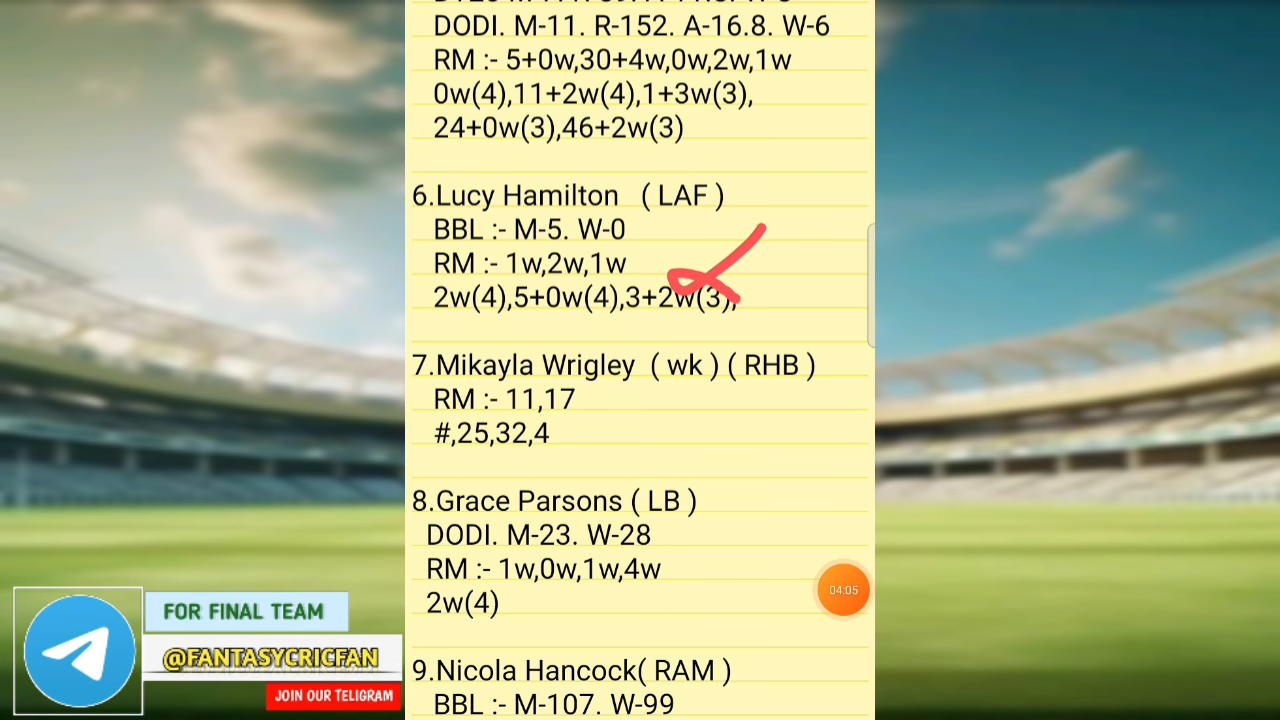 DODI. M-11. R-152. A-16.8. W-6
RM :- 5+0w,30+4w,0w,2w,1w
0w(4),11+2w(4),1+3w(3),
24+0w(3),46+2w(3)
6.Lucy Hamilton ( LAF )
BBL :- M-5. W-0
RM :- 1w,2w,1w
2w(4),5+0w(4),3+2w(3),
7.Mikayla Wrigley ( wk ) ( RHB )
RM :- 11,17
#,25,32,4
8.Grace Parsons ( LB )
DODI. M-23. W-28
RM :- 1w,0w,1w,4w
2w(4)
9.Nicola Hancock( RAM )
BBL :- M-107. W-99
04:05
FOR FINAL TEAM
@FANTASYCRICFAN
JOIN OUR TELIGRAM